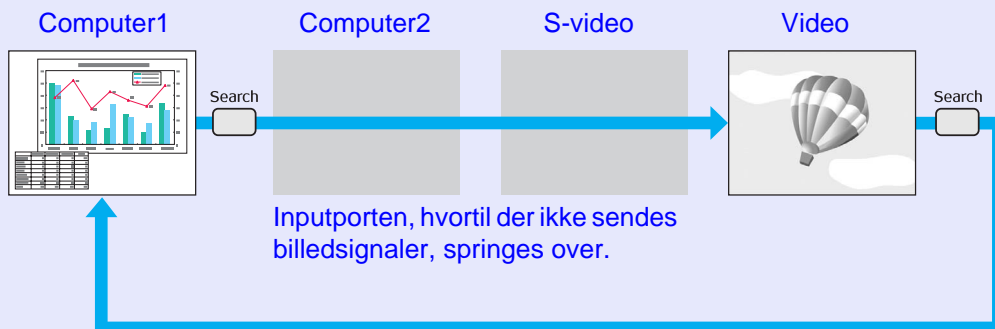 Computer1
Computer2
S-video
Video
Search
Search
Inputporten, hvortil der ikke sendes
billedsignaler, springes over.